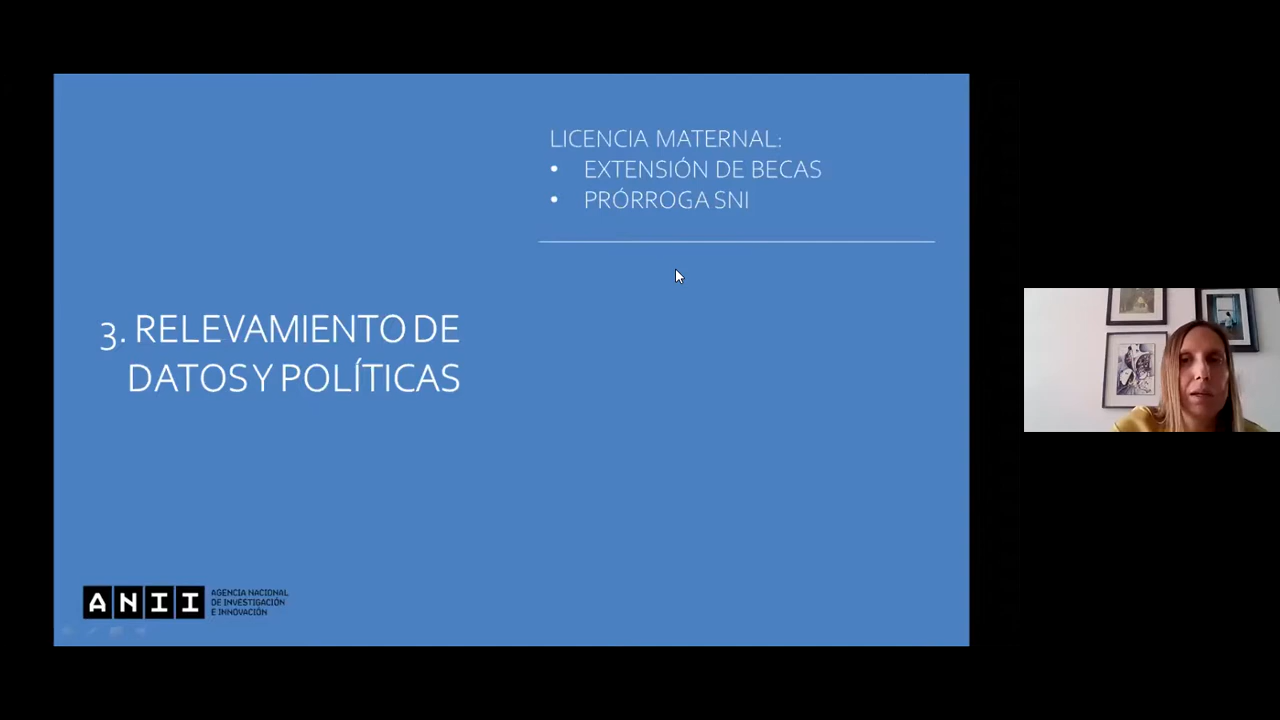 LICENCIA MATERNAL:
• EXTENSIÓN DE BECAS
• PRÓRROGA SNI
3. RELEVAMIENTO DE
DATOS Y POLÍTICAS
ANII
AGENCIA NACIONAL
DE INVESTIGACIÓN
E INNOVACIÓN